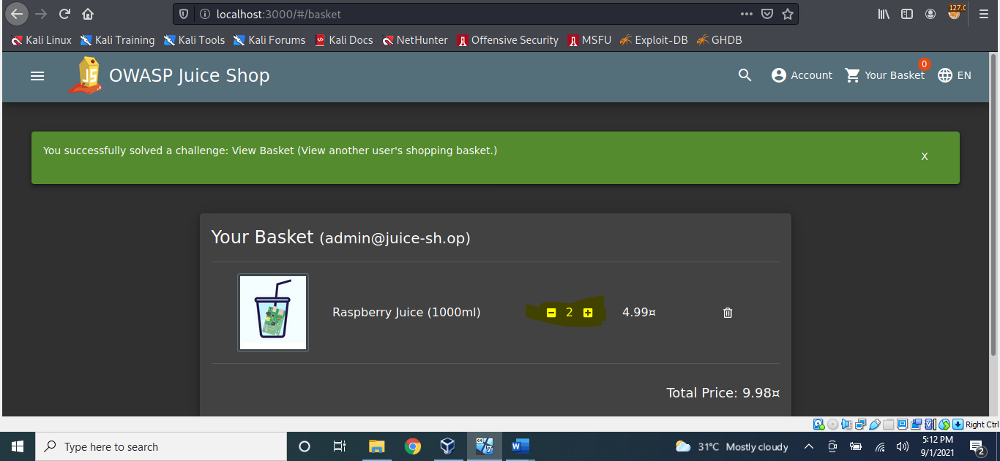 localhost:3000/#/basket
Kali Linux Kali Training Kali Tools Kali Forums Kali Docs NetHunter Offensive Security MSFU Exploit-DB GHDB
JS OWASP Juice Shop Account Your Basket 0 EN
You successfully solved a challenge: View Basket (View another user's shopping basket.) X
Your Basket (admin@juice-sh.op)
Raspberry Juice (1000ml) 2 4.99¤
Total Price: 9.98¤
Right Ctrl
Type here to search 31°C Mostly cloudy 5:12 PM
9/1/2021 2